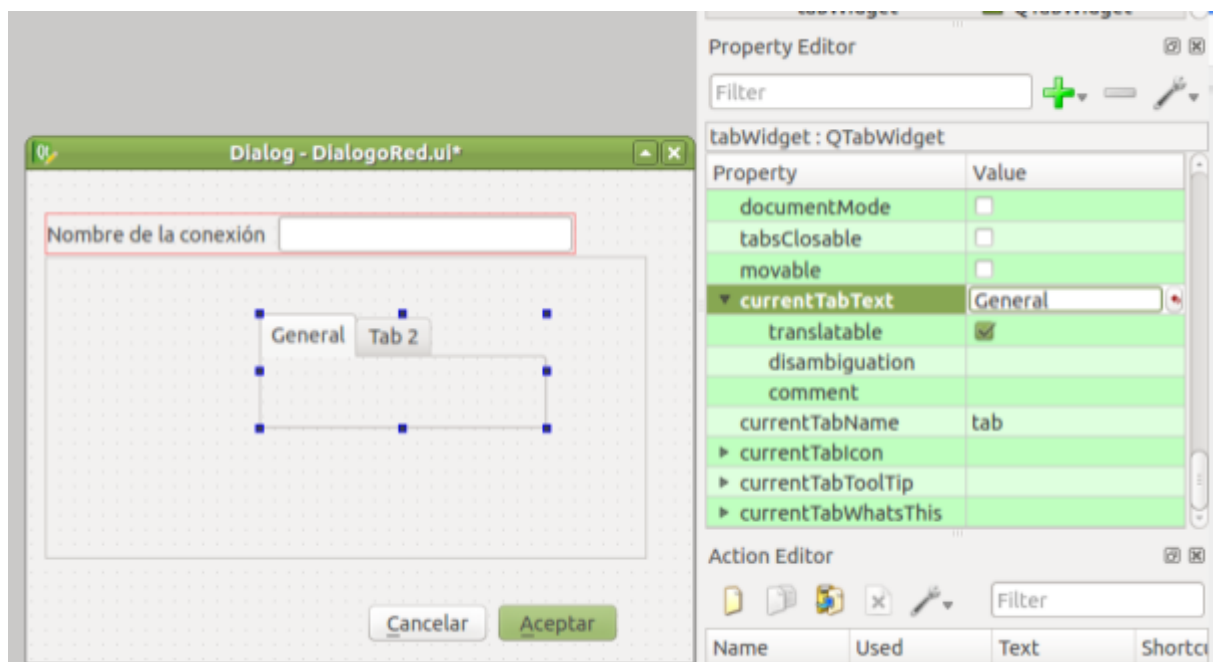 tabWidget QTabWidget
Property Editor
Filter
Dialog - DialogoRed.ui*
tabWidget : QTabWidget
Property Value
documentMode
tabsClosable
movable
currentTabText General
translatable
disambiguation
comment
currentTabName tab
currentTabIcon
currentTabToolTip
currentTabWhatsThis
Nombre de la conexión
General Tab 2
Cancelar Aceptar
Action Editor
Filter
Name Used Text